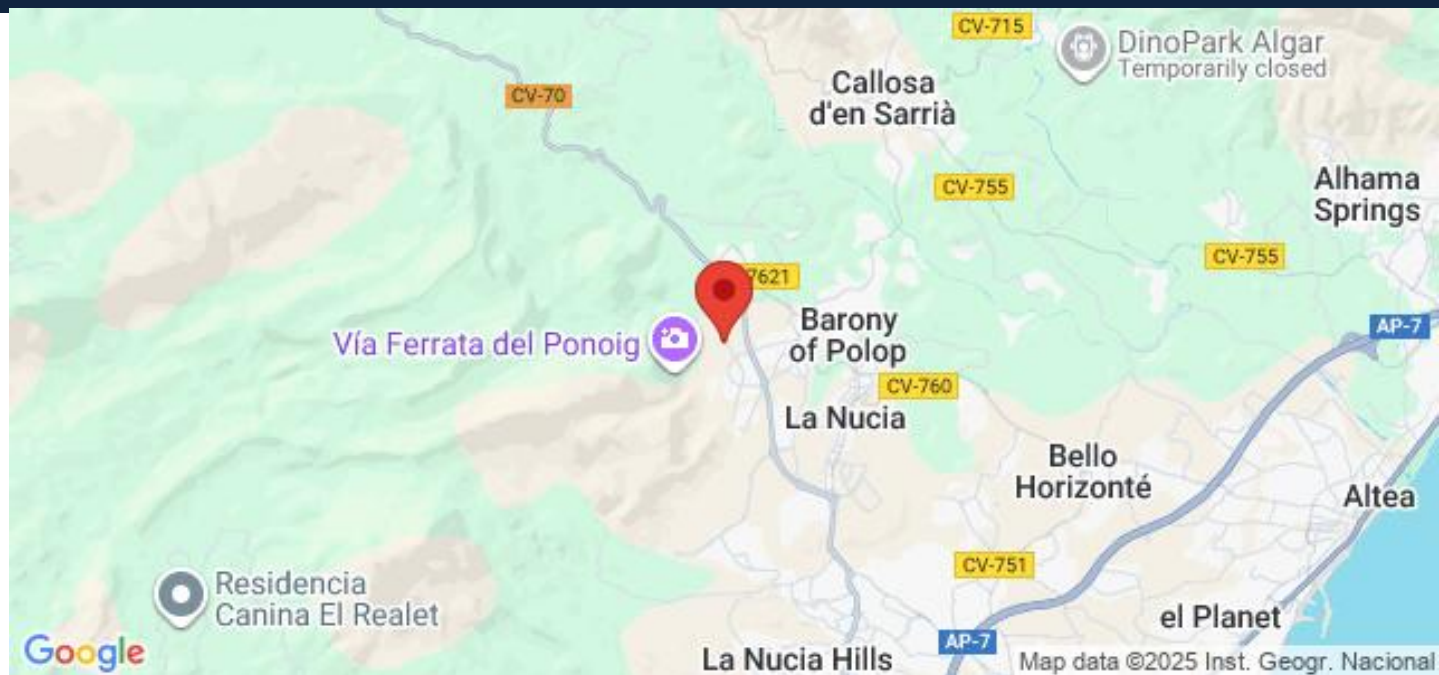 CV-715
DinoPark Algar
Temporarily closed
Callosa
d'en Sarrià
CV-70
CV-755
Alhama
Springs
CV-755
7621
Barony
of Polop
AP-7
Vía Ferrata del Ponoig
CV-760
La Nucia
Bello
Horizonté
Altea
CV-751
Residencia
Canina El Realet
el Planet
AP-7
Google
La Nucia Hills
Map data ©2025 Inst. Geogr. Nacional